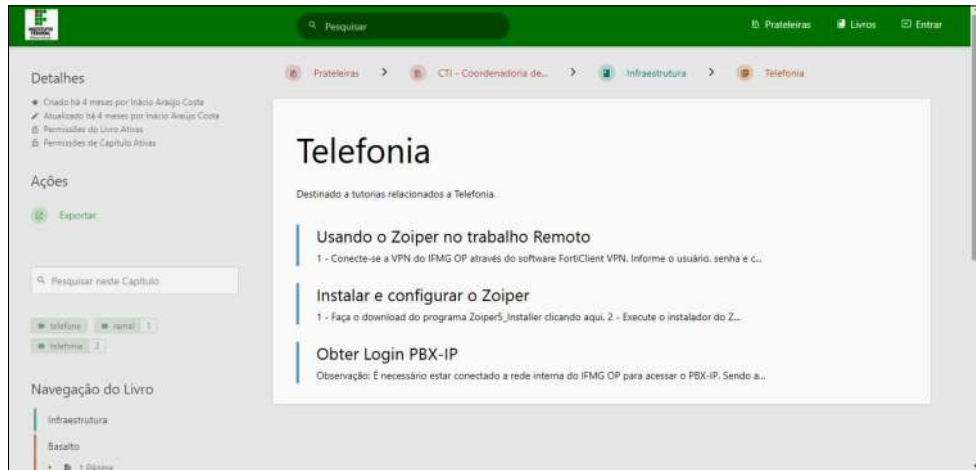 Pesquisar
Prateleiras
Livros
Entrar
Detalhes
Criado há 4 meses por Inácio Araújo Costa
Atualizado há 4 meses por Inácio Araújo Costa
Permissões do Livro Ativas
Permissões de Capítulo Ativas
Ações
Exportar
Pesquisar neste Capítulo
telefone
ramal 1
telefonia 2
Navegação do Livro
Infraestrutura
Basalto
1 Página
Prateleiras > CTI - Coordenadoria de... > Infraestrutura > Telefonia
Telefonia
Destinado a tutorias relacionados a Telefonia.
Usando o Zoiper no trabalho Remoto
1 - Conecte-se a VPN do IFMG OP através do software FortiClient VPN. Informe o usuário, senha e c...
Instalar e configurar o Zoiper
1 - Faça o download do programa Zoiper5_Installer clicando aqui. 2 - Execute o instalador do Z...
Obter Login PBX-IP
Observação: É necessário estar conectado a rede interna do IFMG OP para acessar o PBX-IP. Sendo a...